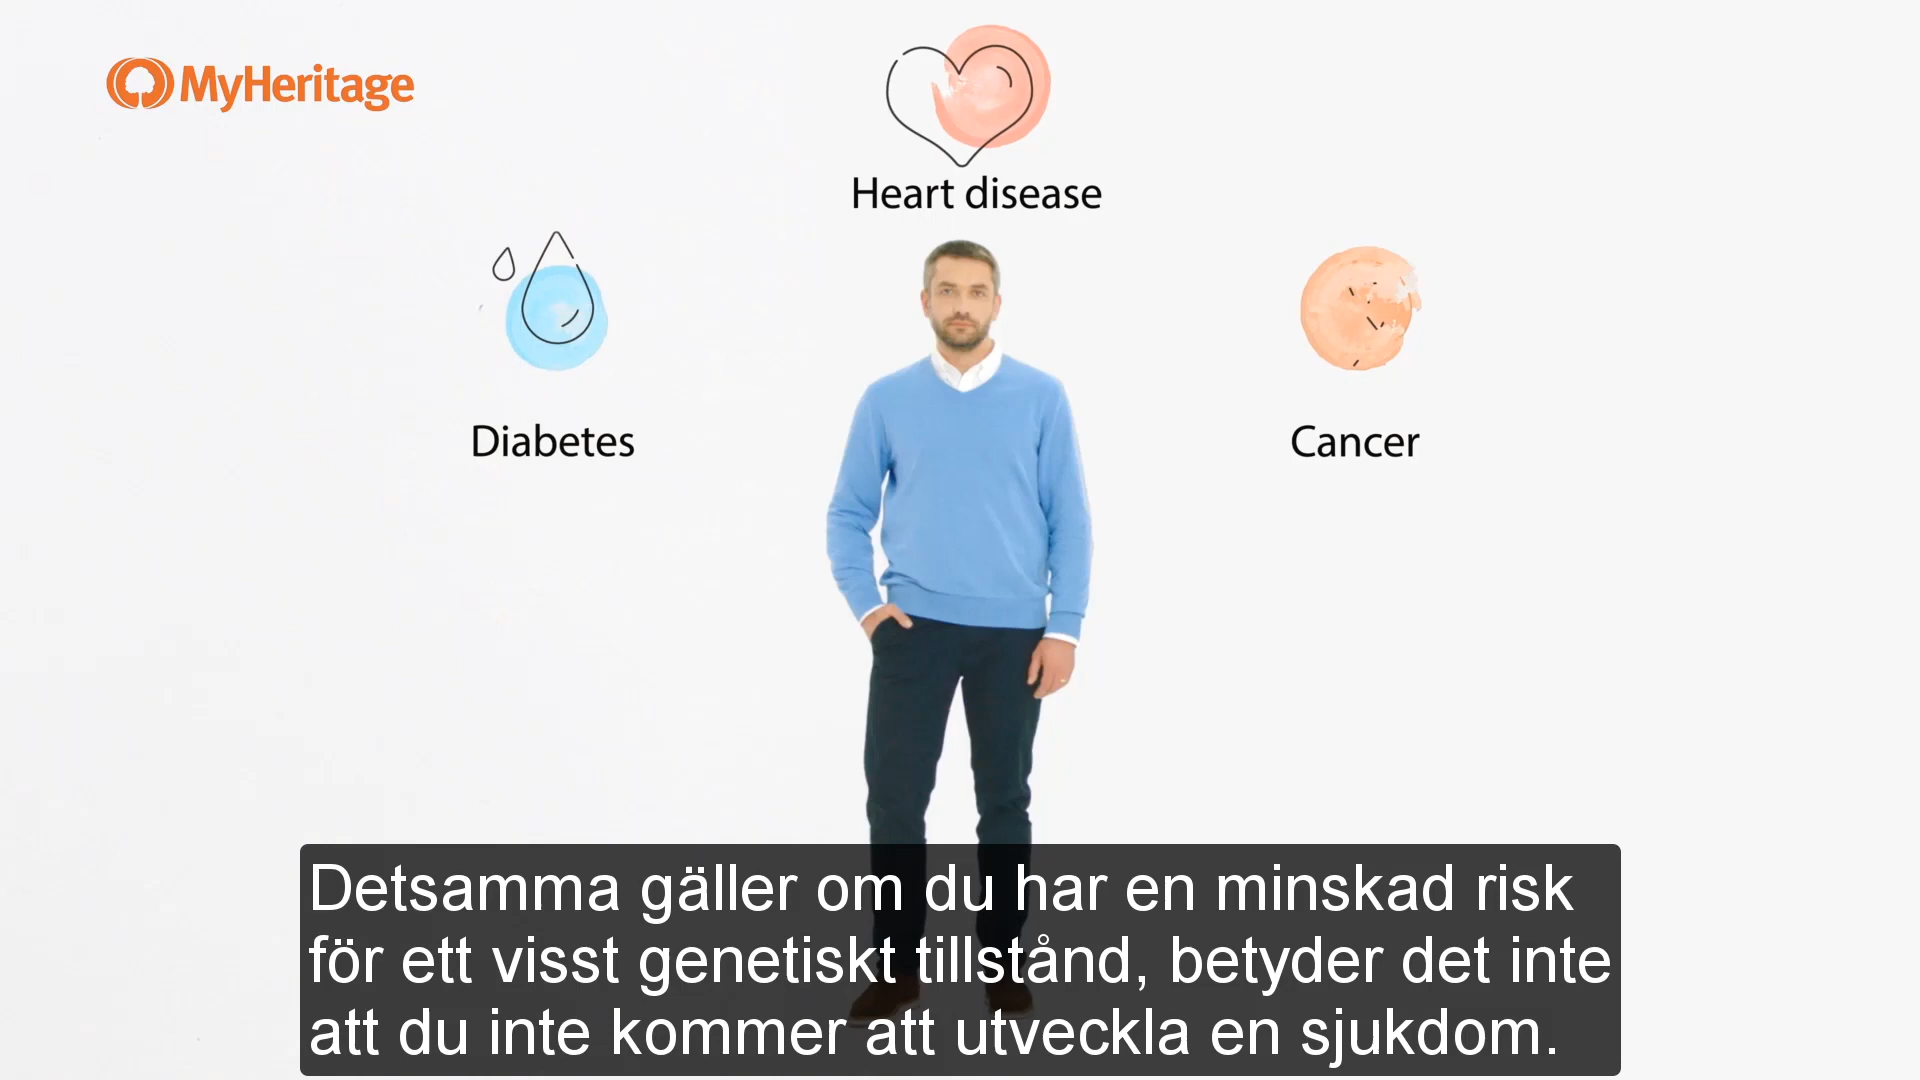 MyHeritage
Heart disease
Diabetes
Cancer
Detsamma gäller om du har en minskad risk
för ett visst genetiskt tillstånd, betyder det inte
att du inte kommer att utveckla en sjukdom.